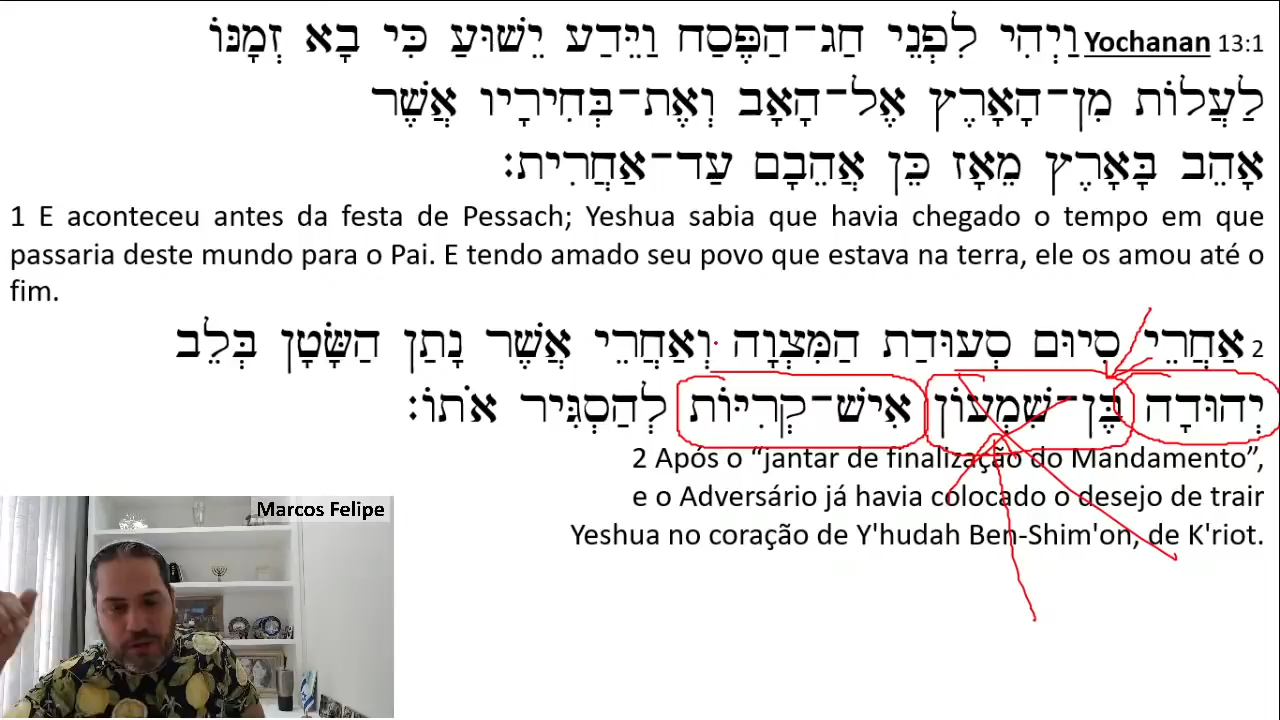 Yochanan 13:1 וַיְהִי לִפְנֵי חַג־הַפֶּסַח וַיֵּדַע יֵשׁוּעַ כִּי בָא זְמַנּוֹ
לַעֲלוֹת מִן־הָאָרֶץ אֶל־הָאָב וְאֶת־בְּחִירָיו אֲשֶׁר
אָהֵב בָּאָרֶץ מֵאָז כֵּן אֲהֵבָם עַד־אַחֲרִית׃
1 E aconteceu antes da festa de Pessach; Yeshua sabia que havia chegado o tempo em que
passaria deste mundo para o Pai. E tendo amado seu povo que estava na terra, ele os amou até o
fim.
2 אַחֲרֵי סִיּוּם סְעוּדַת הַמִּצְוָה וְאַחֲרֵי אֲשֶׁר נָתַן הַשָּׂטָן בְּלֵב
יְהוּדָה בֶּן־שִׁמְעוֹן אִישׁ־קְרִיּוֹת לְהַסְגִּיר אֹתוֹ׃
2 Após o “jantar de finalização do Mandamento”,
e o Adversário já havia colocado o desejo de trair
Yeshua no coração de Y'hudah Ben-Shim'on, de K'riot.
Marcos Felipe